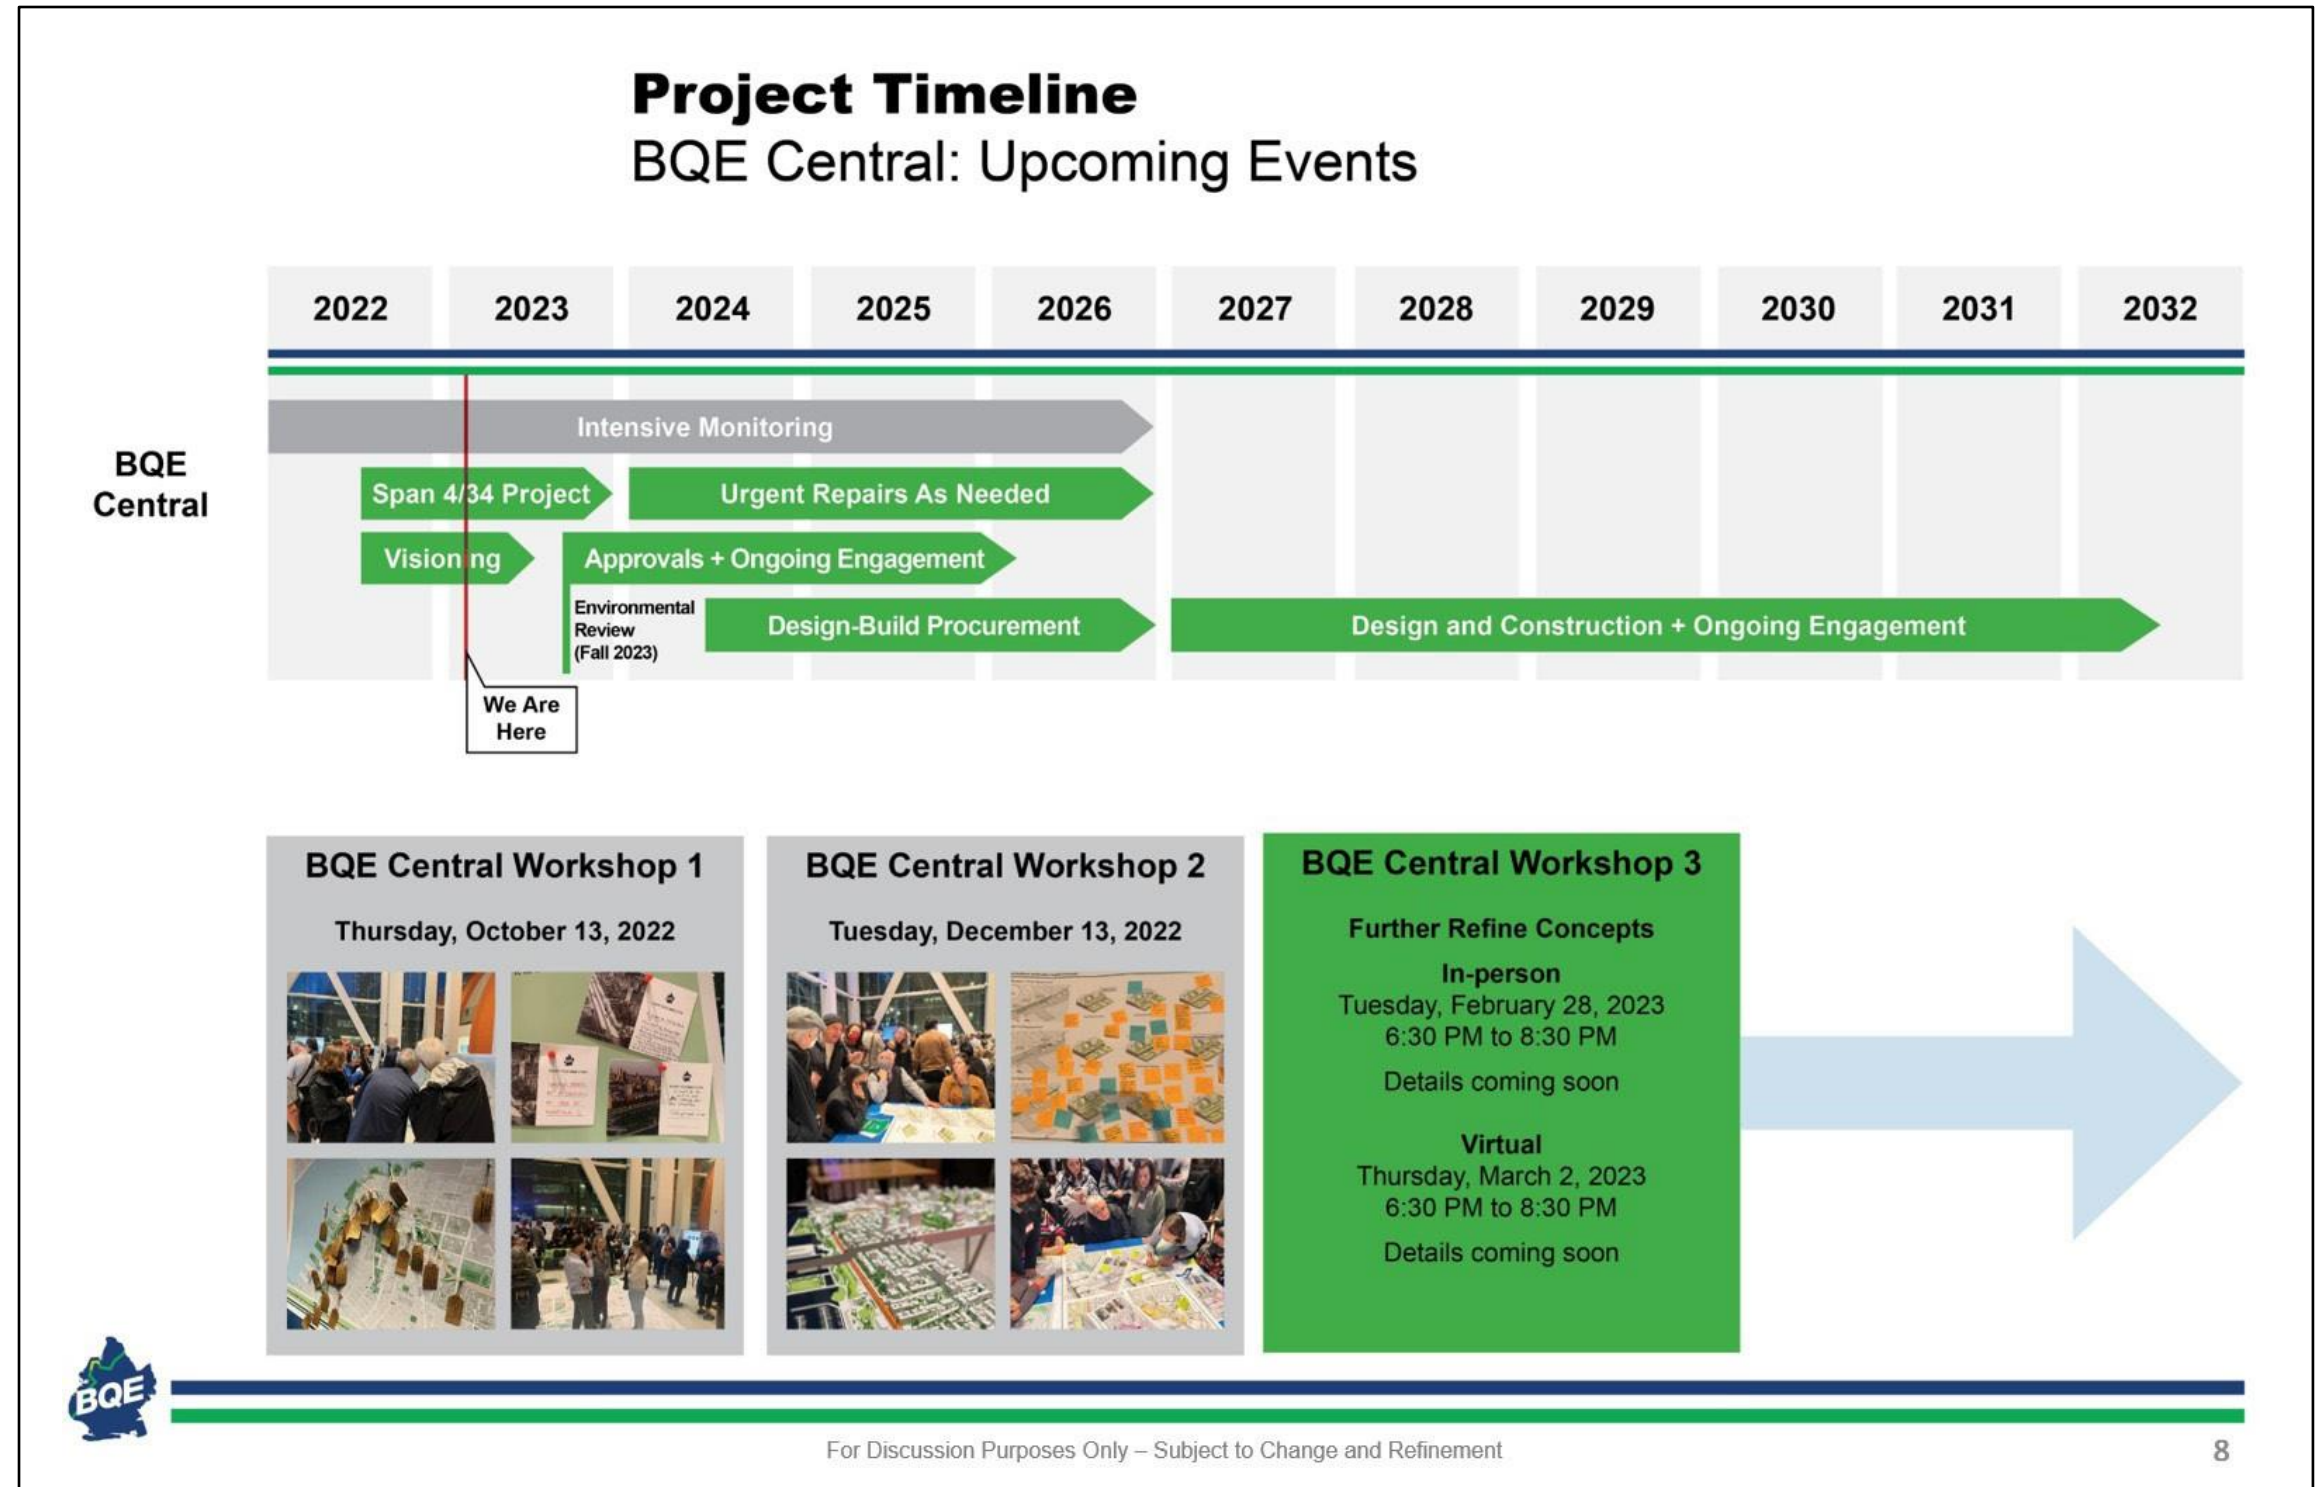 Project Timeline
BQE Central: Upcoming Events
2022 2023 2024 2025 2026 2027 2028 2029 2030 2031 2032
BQE
Central
Intensive Monitoring
Span 4/34 Project
Urgent Repairs As Needed
Visioning
Approvals + Ongoing Engagement
Environmental
Review
(Fall 2023)
Design-Build Procurement
Design and Construction + Ongoing Engagement
We Are
Here
BQE Central Workshop 1
Thursday, October 13, 2022
BQE Central Workshop 2
Tuesday, December 13, 2022
BQE Central Workshop 3
Further Refine Concepts
In-person
Tuesday, February 28, 2023
6:30 PM to 8:30 PM
Details coming soon
Virtual
Thursday, March 2, 2023
6:30 PM to 8:30 PM
Details coming soon
BQE
For Discussion Purposes Only – Subject to Change and Refinement
8